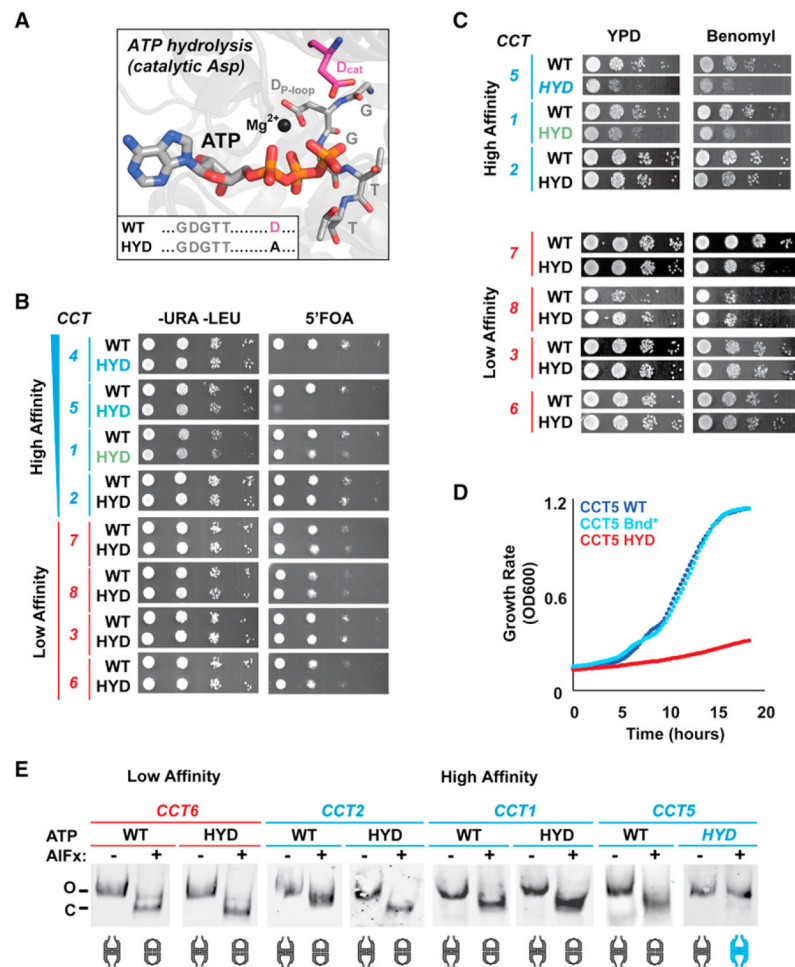 A
ATP hydrolysis
(catalytic Asp)
Dcat
DP-loop
G
Mg2+
ATP
G
T
T
WT ...GDGTT........D...
HYD ...GDGTT........A...
B
CCT
-URA -LEU
5'FOA
High Affinity
4
WT
HYD
5
WT
HYD
1
WT
HYD
2
WT
HYD
Low Affinity
7
WT
HYD
8
WT
HYD
3
WT
HYD
6
WT
HYD
C
CCT
YPD
Benomyl
High Affinity
5
WT
HYD
1
WT
HYD
2
WT
HYD
Low Affinity
7
WT
HYD
8
WT
HYD
3
WT
HYD
6
WT
HYD
D
1.2
CCT5 WT
CCT5 Bnd*
CCT5 HYD
Growth Rate
(OD600)
0.6
0
0 5 10 15 20
Time (hours)
E
Low Affinity
High Affinity
CCT6 CCT2 CCT1 CCT5
ATP WT HYD WT HYD WT HYD WT HYD
AlFx: - + - + - + - + - + - + - + - +
O
C